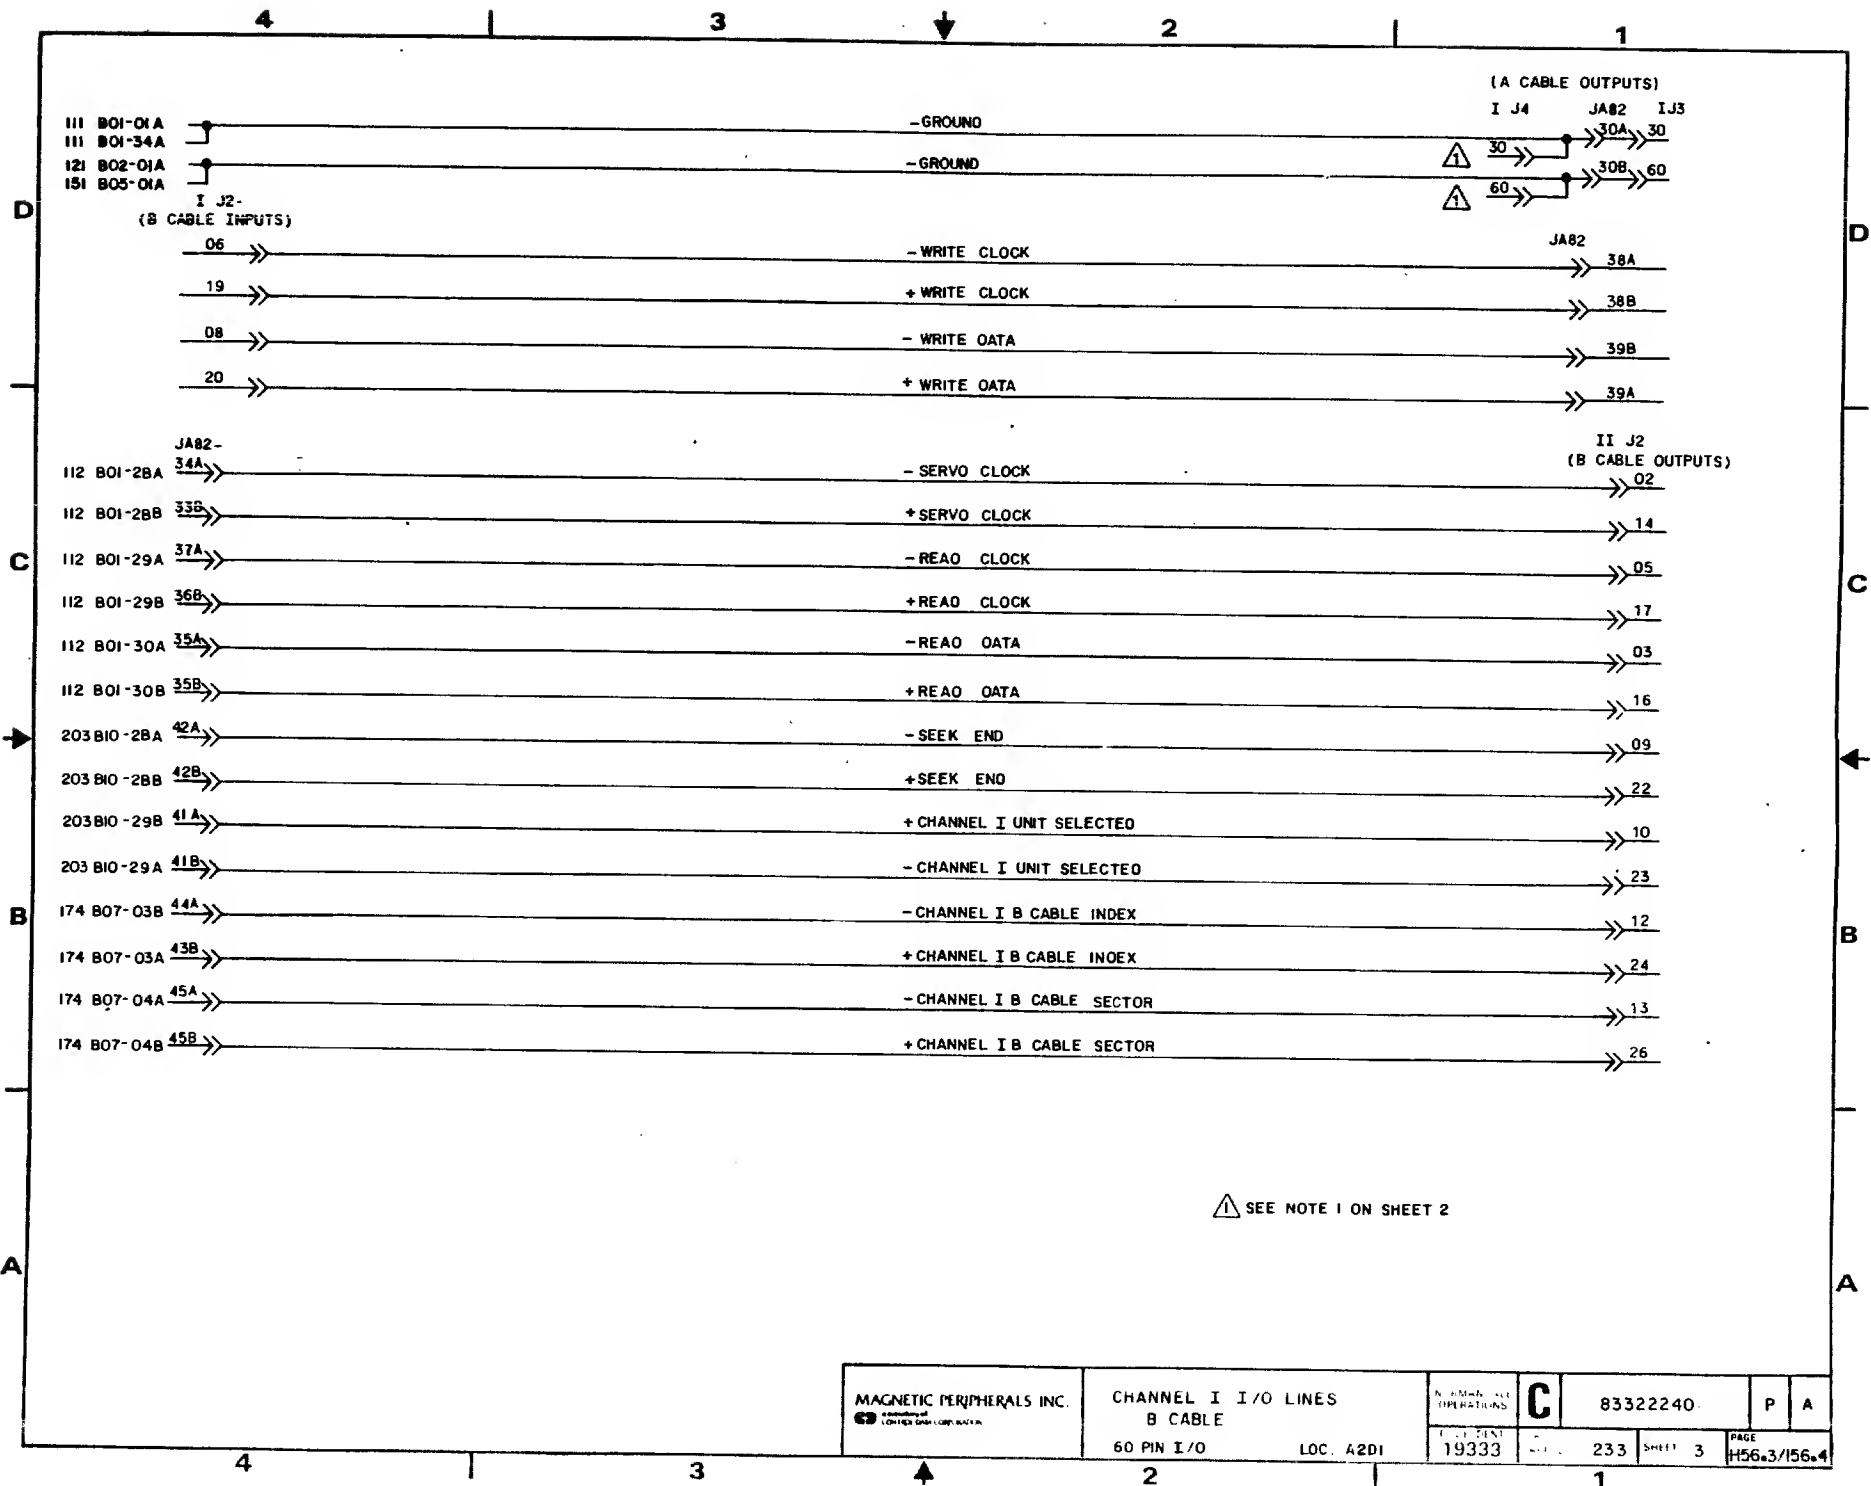 4 3 2 1
(A CABLE OUTPUTS)
I J4 JA82 IJ3
111 B01-01A -GROUND 30A 30
111 B01-34A 1 30
121 B02-01A -GROUND 30B 60
151 B05-01A 1 60
D D
I J2-
(B CABLE INPUTS)
JA82
06 -WRITE CLOCK 38A
19 +WRITE CLOCK 38B
08 -WRITE OATA 39B
20 +WRITE OATA 39A
JA82- II J2
(B CABLE OUTPUTS)
112 B01-2BA 34A -SERVO CLOCK 02
112 B01-2BB 33B +SERVO CLOCK 14
C C
112 B01-29A 37A -REAO CLOCK 05
112 B01-29B 36B +REAO CLOCK 17
112 B01-30A 35A -REAO OATA 03
112 B01-30B 35B +REAO OATA 16
203 B10-2BA 42A -SEEK END 09
203 B10-2BB 42B +SEEK ENO 22
203 B10-29B 41A +CHANNEL I UNIT SELECTEO 10
203 B10-29A 41B -CHANNEL I UNIT SELECTEO 23
B B
174 B07-03B 44A -CHANNEL I B CABLE INDEX 12
174 B07-03A 43B +CHANNEL I B CABLE INOEX 24
174 B07-04A 45A -CHANNEL I B CABLE SECTOR 13
174 B07-04B 45B +CHANNEL I B CABLE SECTOR 26
1 SEE NOTE 1 ON SHEET 2
A A
MAGNETIC PERIPHERALS INC.
CHANNEL I I/O LINES
B CABLE
60 PIN I/O LOC. A2D1
OPERATIONS C 83322240 P A
19333 233 SHEET 3 PAGE H56.3/I56.4
4 3 2 1